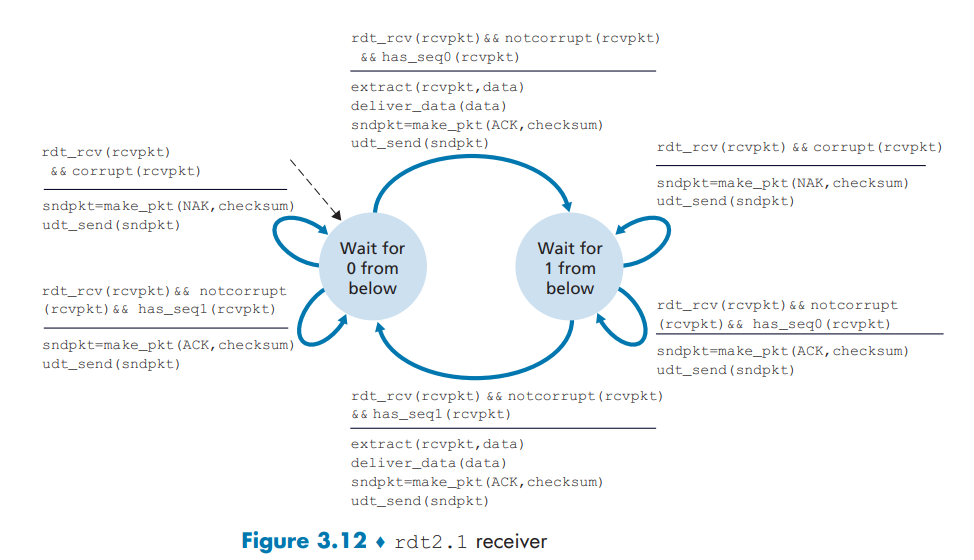 rdt_rcv(rcvpkt)&& notcorrupt(rcvpkt)
&& has_seq0(rcvpkt)
extract(rcvpkt,data)
deliver_data(data)
sndpkt=make_pkt(ACK,checksum)
udt_send(sndpkt)
rdt_rcv(rcvpkt)
&& corrupt(rcvpkt)
sndpkt=make_pkt(NAK,checksum)
udt_send(sndpkt)
rdt_rcv(rcvpkt) && corrupt(rcvpkt)
sndpkt=make_pkt(NAK,checksum)
udt_send(sndpkt)
Wait for
0 from
below
Wait for
1 from
below
rdt_rcv(rcvpkt)&& notcorrupt
(rcvpkt)&& has_seq1(rcvpkt)
sndpkt=make_pkt(ACK,checksum)
udt_send(sndpkt)
rdt_rcv(rcvpkt)&& notcorrupt
(rcvpkt)&& has_seq0(rcvpkt)
sndpkt=make_pkt(ACK,checksum)
udt_send(sndpkt)
rdt_rcv(rcvpkt) && notcorrupt(rcvpkt)
&& has_seq1(rcvpkt)
extract(rcvpkt,data)
deliver_data(data)
sndpkt=make_pkt(ACK,checksum)
udt_send(sndpkt)
Figure 3.12 ♦ rdt2.1 receiver